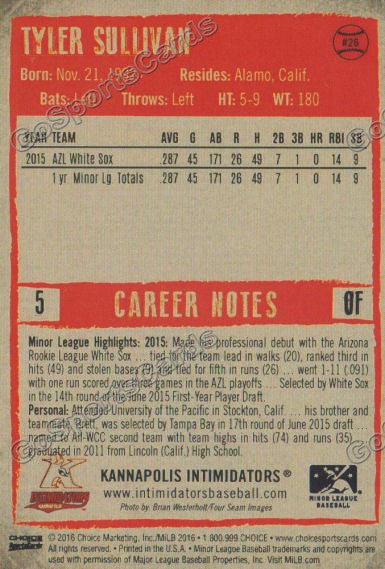 TYLER SULLIVAN
#26
Born: Nov. 21, Resides: Alamo, Calif.
Bats: Left Throws: Left HT: 5-9 WT: 180
YEAR TEAM AVG G AB R H 2B 3B HR RBI SB
2015 AZL White Sox .287 45 171 26 49 7 1 0 14 9
1 yr Minor Lg Totals .287 45 171 26 49 7 1 0 14 9
5 CAREER NOTES OF
Minor League Highlights: 2015: Made his professional debut with the Arizona
Rookie League White Sox ... tied for the team lead in walks (20), ranked third in
hits (49) and stolen bases (9) and tied for fifth in runs (26) ... went 1-11 (.091)
with one run scored over three games in the AZL playoffs ... Selected by White Sox
in the 14th round of the June 2015 First-Year Player Draft.
Personal: Attended University of the Pacific in Stockton, Calif. ... his brother and
teammate, Brett, was selected by Tampa Bay in 17th round of June 2015 draft ...
named to All-WCC second team with team highs in hits (74) and runs (35)
graduated in 2011 from Lincoln (Calif.) High School.
KANNAPOLIS INTIMIDATORS®
www.intimidatorsbaseball.com
Photo by: Brian Westerholt/Four Seam Images
INTIMIDATORS
MINOR LEAGUE
BASEBALL
CHOICE
Sportscards
© 2016 Choice Marketing, Inc./MiLB 2016 • 1.800.999.CHOICE • www.choicesportscards.com
All rights reserved. • Printed in the U.S.A. • Minor League Baseball trademarks and copyrights are
used with permission of Major League Baseball Properties, Inc. Visit MiLB.com
GoSportsCards
GoSportsCards
GoSportsCards